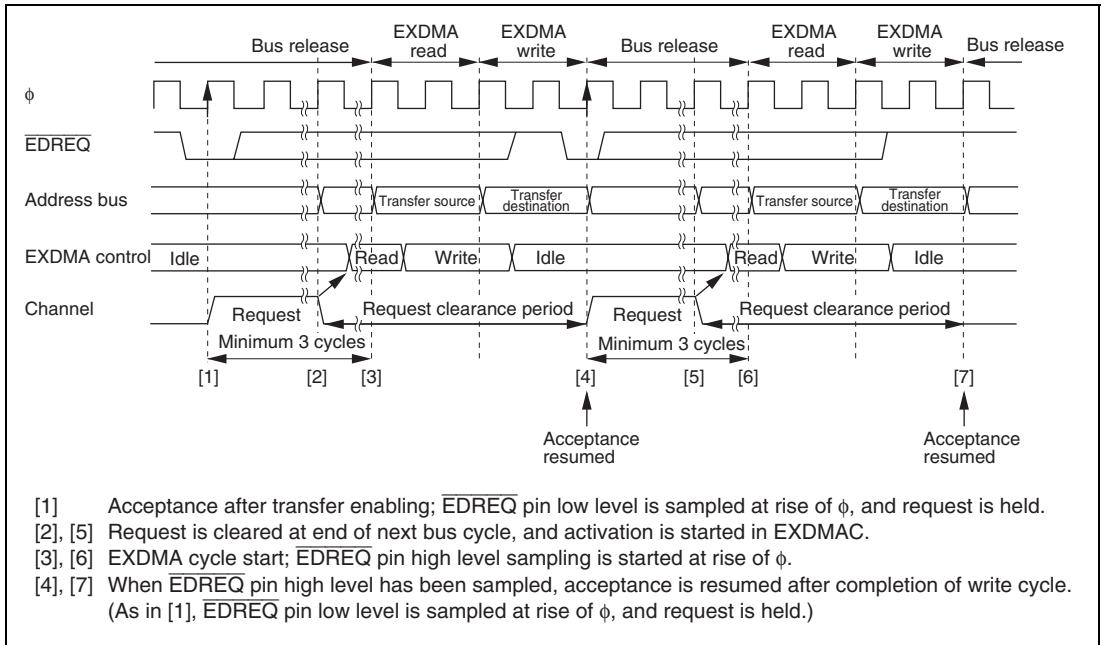 Bus release EXDMA read EXDMA write Bus release EXDMA read EXDMA write Bus release
ϕ
EDREQ
Address bus Transfer source Transfer destination Transfer source Transfer destination
EXDMA control Idle Read Write Idle Read Write Idle
Channel Request Request clearance period Request Request clearance period
Minimum 3 cycles Minimum 3 cycles
[1] [2] [3] [4] [5] [6] [7]
Acceptance resumed Acceptance resumed
[1] Acceptance after transfer enabling; EDREQ pin low level is sampled at rise of ϕ, and request is held.
[2], [5] Request is cleared at end of next bus cycle, and activation is started in EXDMAC.
[3], [6] EXDMA cycle start; EDREQ pin high level sampling is started at rise of ϕ.
[4], [7] When EDREQ pin high level has been sampled, acceptance is resumed after completion of write cycle.
(As in [1], EDREQ pin low level is sampled at rise of ϕ, and request is held.)